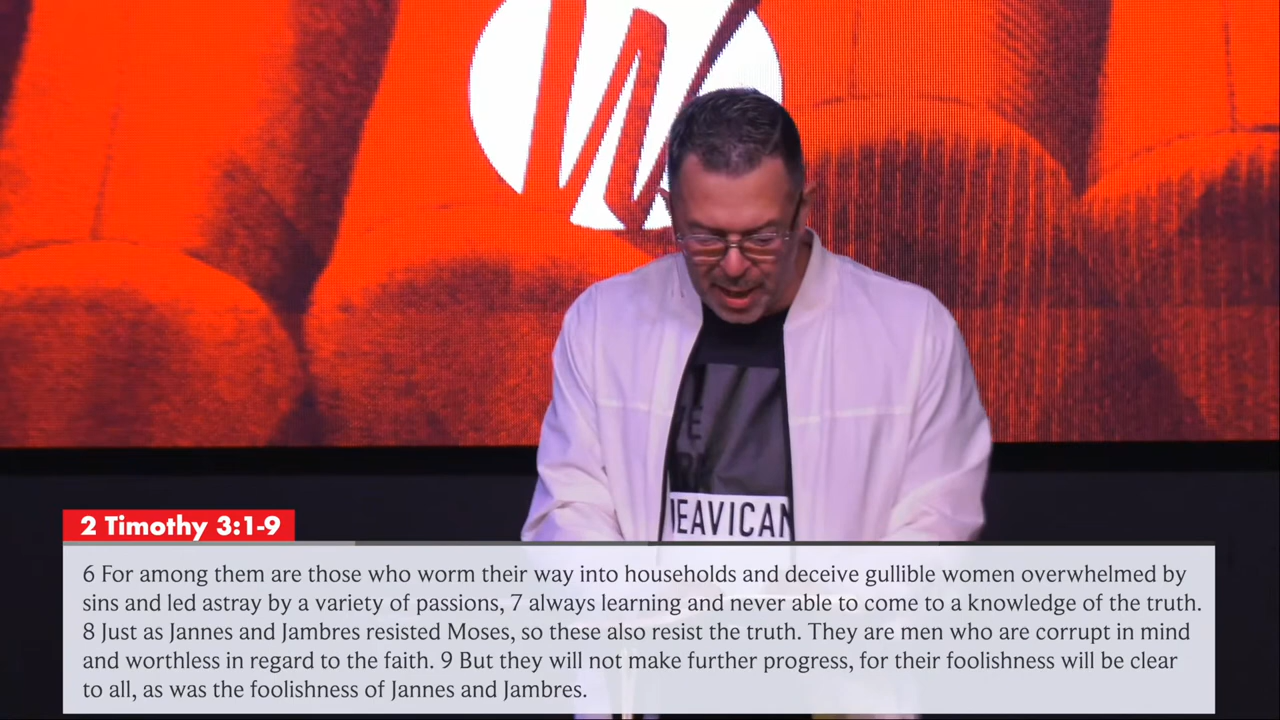 W
VE
NEAVICAN
2 Timothy 3:1-9
6 For among them are those who worm their way into households and deceive gullible women overwhelmed by
sins and led astray by a variety of passions, 7 always learning and never able to come to a knowledge of the truth.
8 Just as Jannes and Jambres resisted Moses, so these also resist the truth. They are men who are corrupt in mind
and worthless in regard to the faith. 9 But they will not make further progress, for their foolishness will be clear
to all, as was the foolishness of Jannes and Jambres.